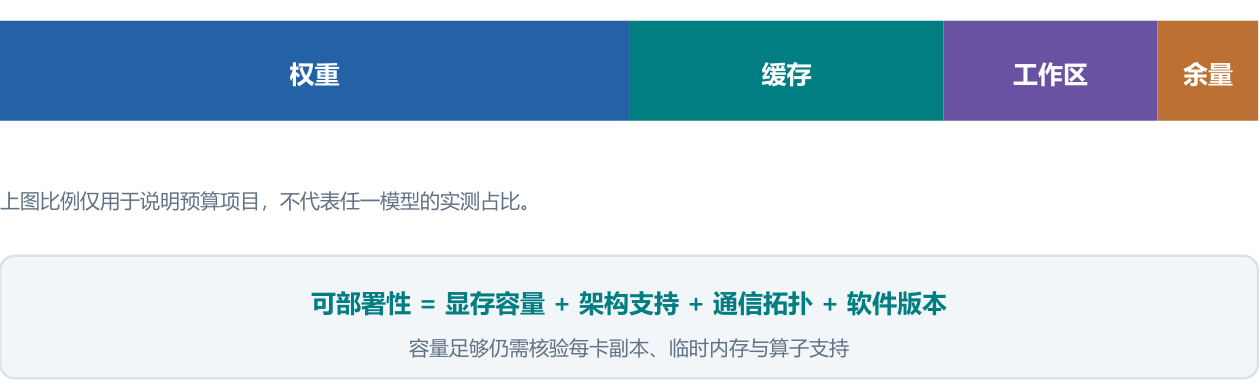 权重 缓存 工作区 余量
上图比例仅用于说明预算项目，不代表任一模型的实测占比。
可部署性 = 显存容量 + 架构支持 + 通信拓扑 + 软件版本
容量足够仍需核验每卡副本、临时内存与算子支持